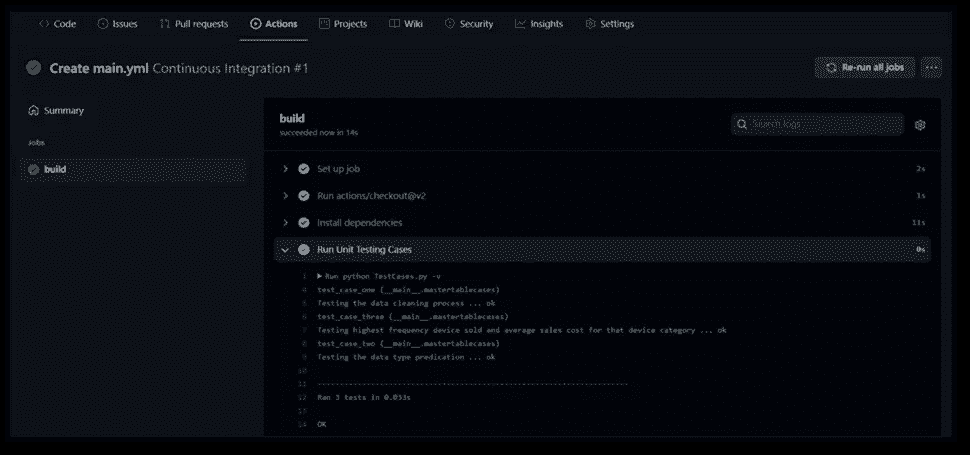 Code Issues Pull requests Actions Projects Wiki Security Insights Settings
Create main.yml Continuous Integration #1
Re-run all jobs
Summary
Jobs
build
build
succeeded now in 14s
Search logs
Set up job 2s
Run actions/checkout@v2 1s
Install dependencies 11s
Run Unit Testing Cases 0s
1 Run python TestCases.py -v
4 test_case_one (__main__.mastertablecases)
5 Testing the data cleaning process ... ok
6 test_case_three (__main__.mastertablecases)
7 Testing highest frequency device sold and average sales cost for that device category ... ok
8 test_case_two (__main__.mastertablecases)
9 Testing the data type predication ... ok
10
11 ----------------------------------------------------------------------
12 Ran 3 tests in
13
14 OK